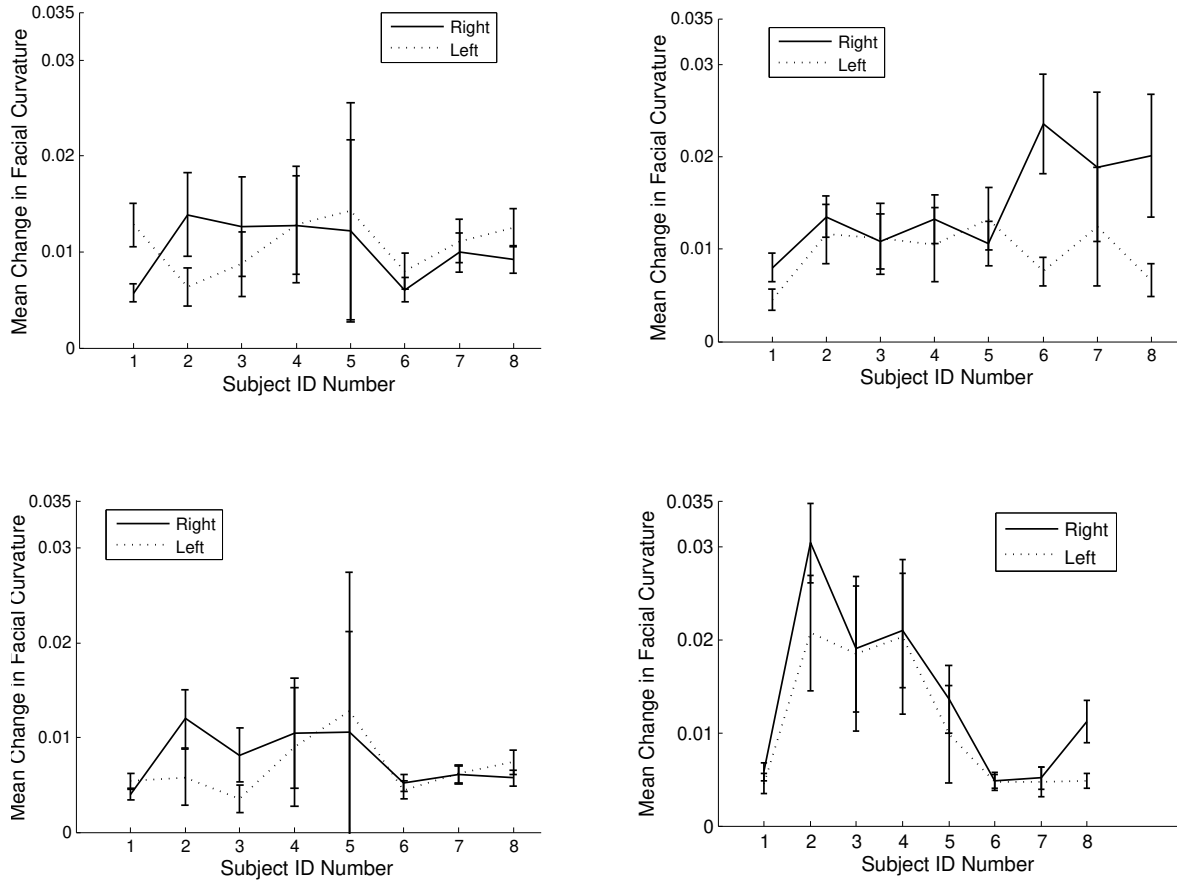 Mean Change in Facial Curvature
0.035
0.03
0.02
0.01
0
Right
Left
1 2 3 4 5 6 7 8
Subject ID Number
Mean Change in Facial Curvature
0.035
0.03
0.02
0.01
0
Right
Left
1 2 3 4 5 6 7 8
Subject ID Number
Mean Change in Facial Curvature
0.035
0.03
0.02
0.01
0
Right
Left
1 2 3 4 5 6 7 8
Subject ID Number
Mean Change in Facial Curvature
0.035
0.03
0.02
0.01
0
Right
Left
1 2 3 4 5 6 7 8
Subject ID Number